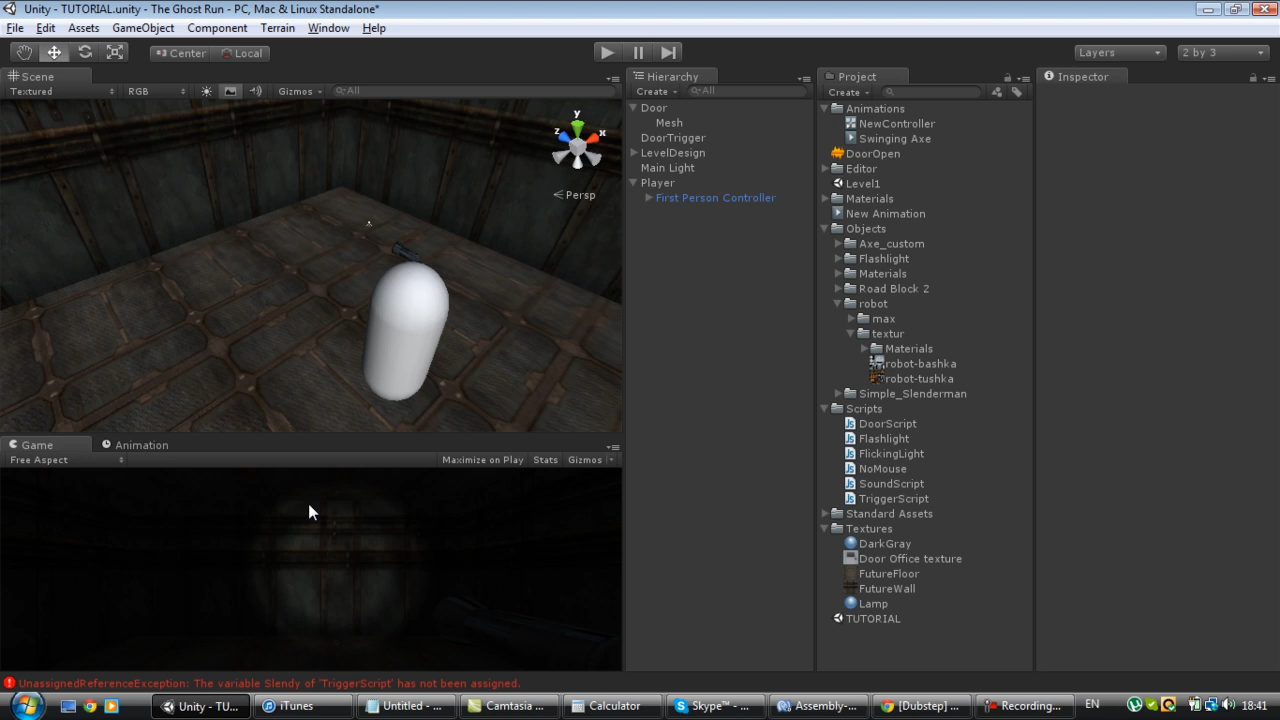 Unity - TUTORIAL.unity - The Ghost Run - PC, Mac & Linux Standalone*
File Edit Assets GameObject Component Terrain Window Help
Center Local Layers 2 by 3
Scene
Textured RGB Gizmos All
y
z x
Persp
Game Animation
Free Aspect Maximize on Play Stats Gizmos
Hierarchy
Create All
Door
Mesh
DoorTrigger
LevelDesign
Main Light
Player
First Person Controller
Project
Create
Animations
NewController
Swinging Axe
DoorOpen
Editor
Level1
Materials
New Animation
Objects
Axe_custom
Flashlight
Materials
Road Block 2
robot
max
textur
Materials
robot-bashka
robot-tushka
Simple_Slenderman
Scripts
DoorScript
Flashlight
FlickingLight
NoMouse
SoundScript
TriggerScript
Standard Assets
Textures
DarkGray
Door Office texture
FutureFloor
FutureWall
Lamp
TUTORIAL
Inspector
UnassignedReferenceException: The variable Slendy of 'TriggerScript' has not been assigned.
Unity - TU... iTunes Untitled - ... Camtasia ... Calculator Skype™ - ... Assembly-... [Dubstep] ... Recording... EN 18:41